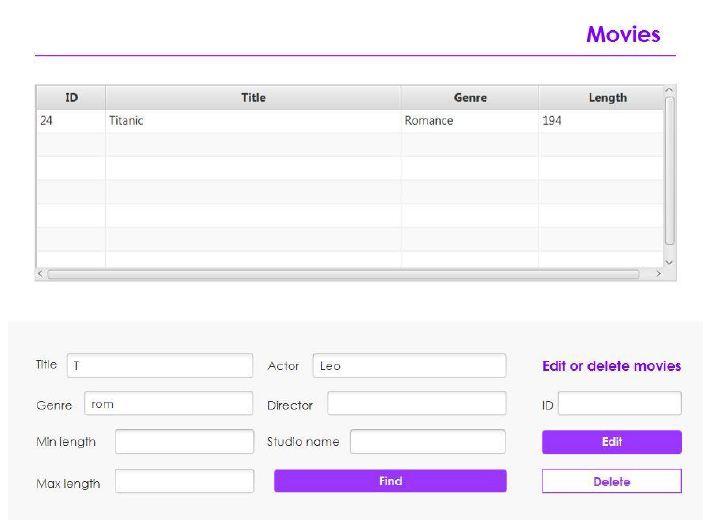 Movies
ID Title Genre Length
24 Titanic Romance 194
Title T Actor Leo Edit or delete movies
Genre rom Director ID
Min length Studio name Edit
Max length Find Delete